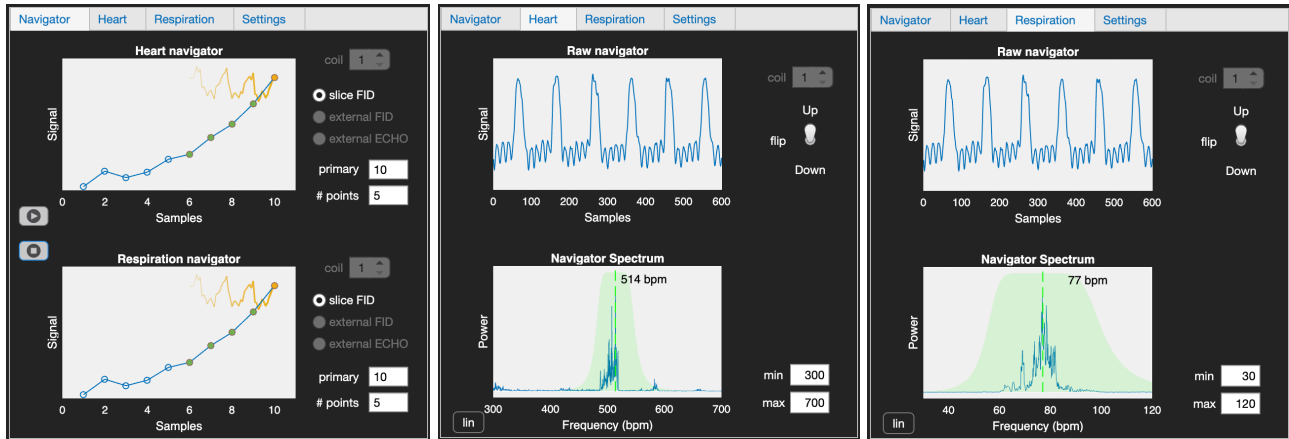 Navigator Heart Respiration Settings
Heart navigator
Signal
0 2 4 6 8 10
Samples
coil 1
slice FID
external FID
external ECHO
primary 10
# points 5
Respiration navigator
Signal
0 2 4 6 8 10
Samples
coil 1
slice FID
external FID
external ECHO
primary 10
# points 5
Navigator Heart Respiration Settings
Raw navigator
Signal
0 100 200 300 400 500 600
Samples
coil 1
Up
flip
Down
Navigator Spectrum
514 bpm
Power
300 400 500 600 700
Frequency (bpm)
min 300
max 700
lin
Navigator Heart Respiration Settings
Raw navigator
Signal
0 100 200 300 400 500 600
Samples
coil 1
Up
flip
Down
Navigator Spectrum
77 bpm
Power
40 60 80 100 120
Frequency (bpm)
min 30
max 120
lin